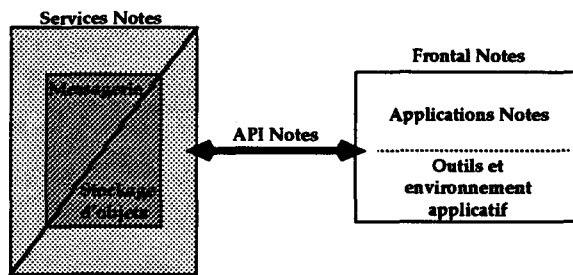 Services Notes
Messagerie
Stockage
d'objets
API Notes
Frontal Notes
Applications Notes
Outils et
environnement
applicatif